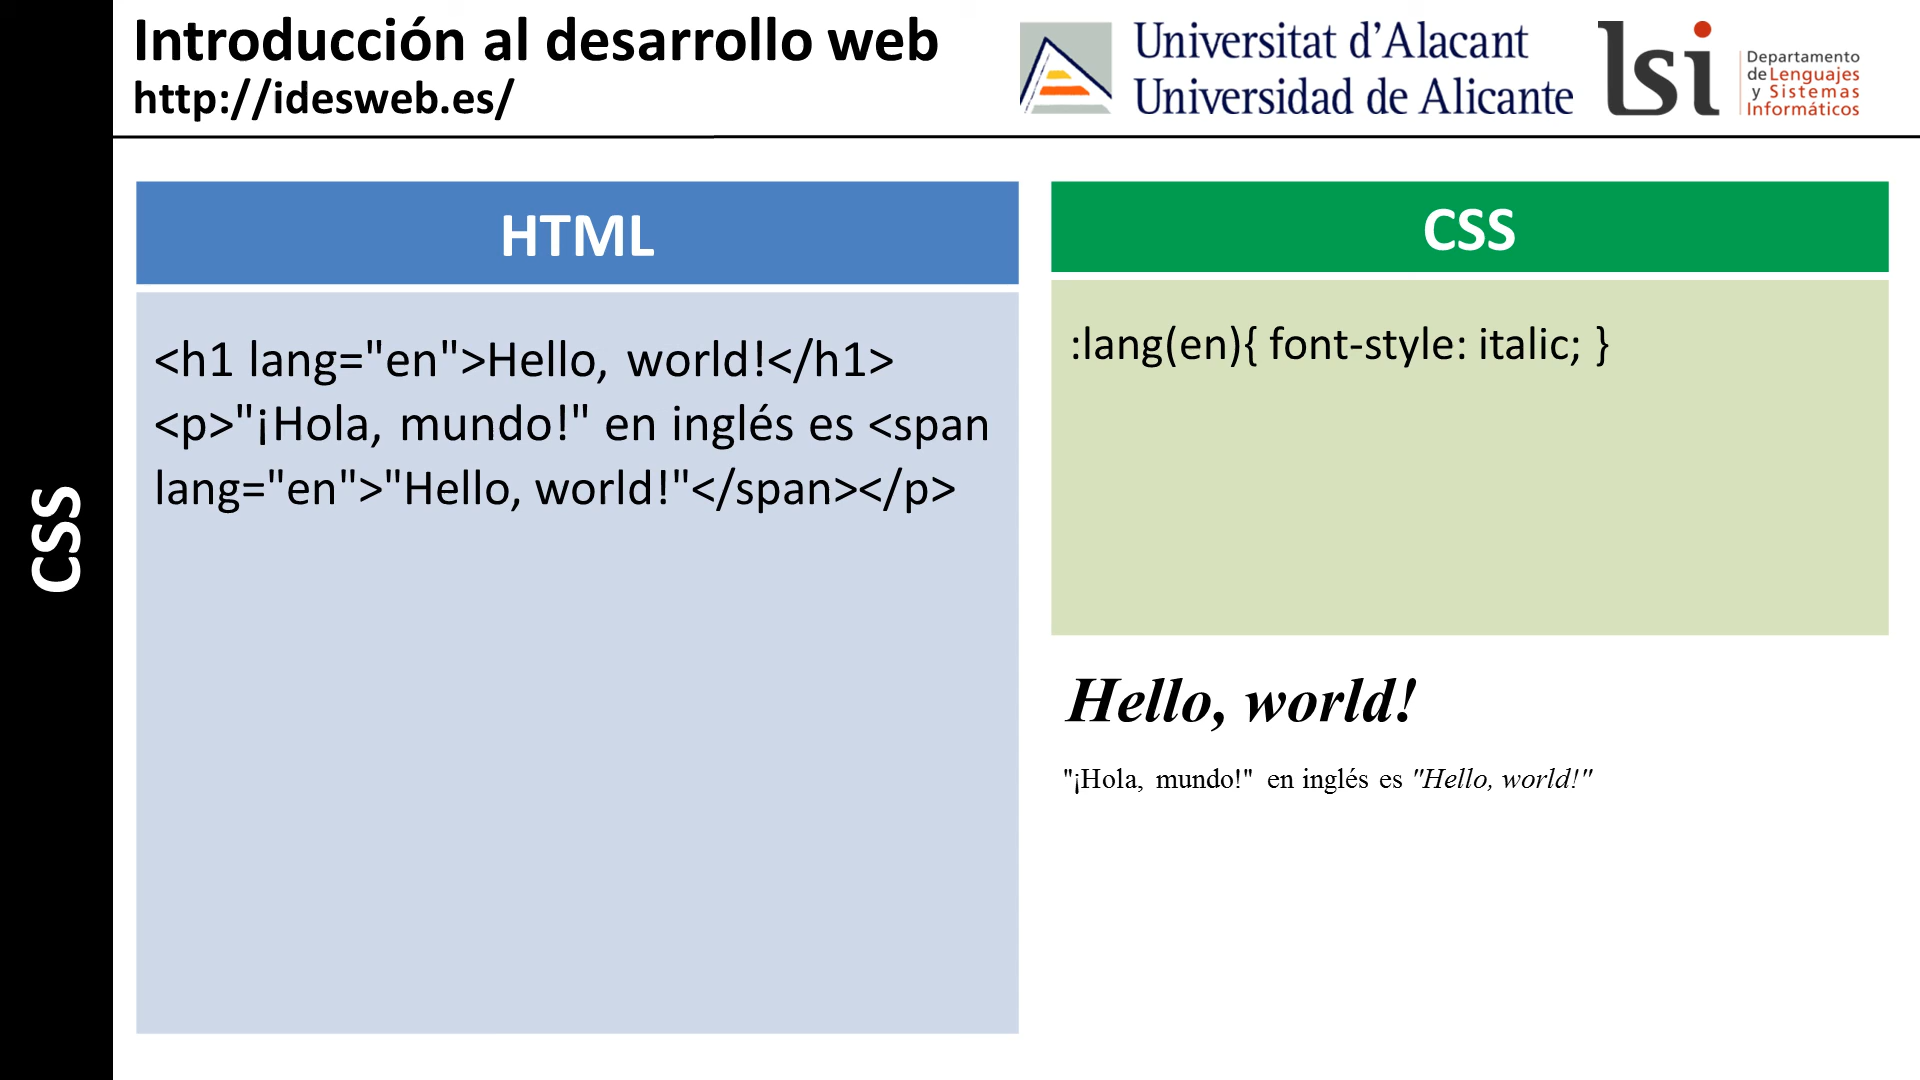 Introducción al desarrollo web
http://idesweb.es/
Universitat d'Alacant
Universidad de Alicante
lsi
Departamento
de Lenguajes
y Sistemas
Informáticos
CSS
HTML
<h1 lang="en">Hello, world!</h1>
<p>"¡Hola, mundo!" en inglés es <span
lang="en">"Hello, world!"</span></p>
CSS
:lang(en){ font-style: italic; }
Hello, world!
"¡Hola, mundo!" en inglés es "Hello, world!"